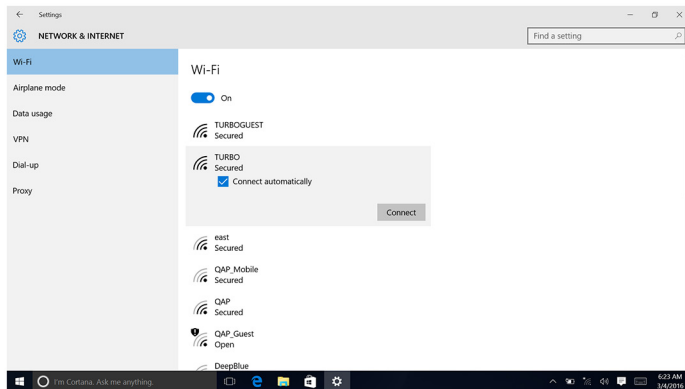 Settings
NETWORK & INTERNET
Find a setting
Wi-Fi
Airplane mode
Data usage
VPN
Dial-up
Proxy
Wi-Fi
On
TURBOGUEST
Secured
TURBO
Secured
Connect automatically
Connect
east
Secured
QAP_Mobile
Secured
QAP
Secured
QAP_Guest
Open
DeepBlue
I'm Cortana. Ask me anything.
6:23 AM
3/4/2016